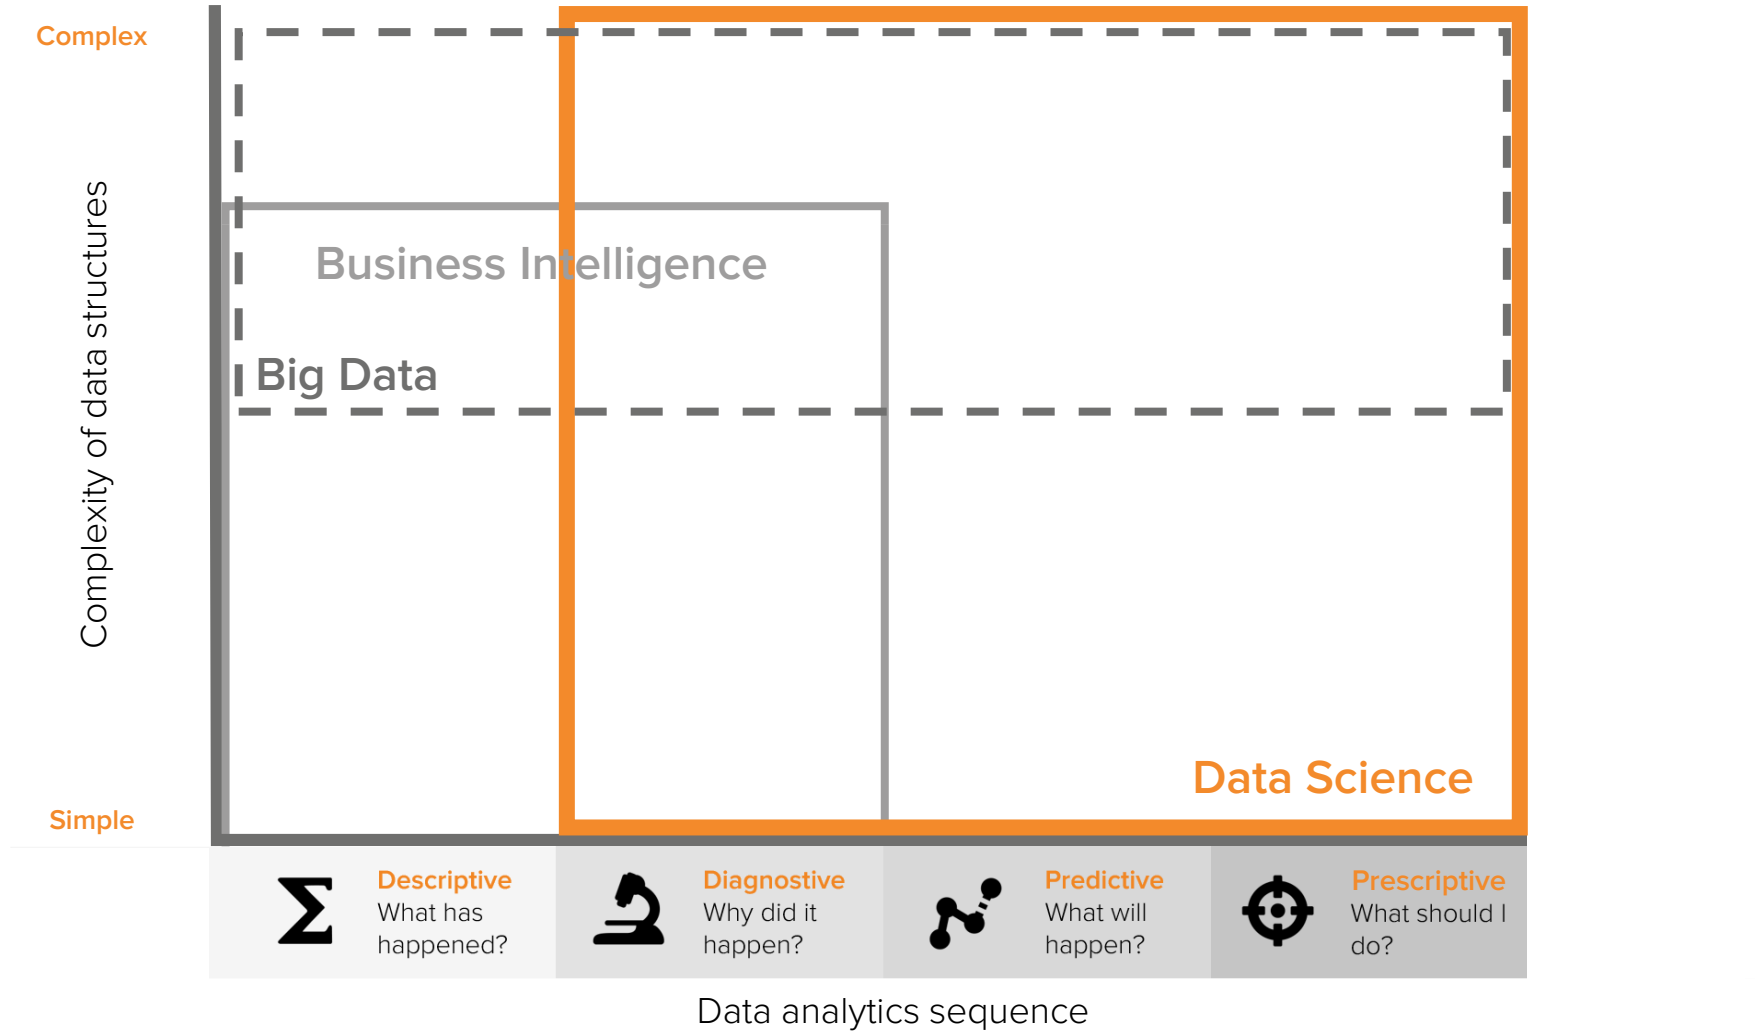 Complex
Complexity of data structures
Business Intelligence
Big Data
Data Science
Simple
Descriptive
What has
happened?
Diagnostive
Why did it
happen?
Predictive
What will
happen?
Prescriptive
What should I
do?
Data analytics sequence